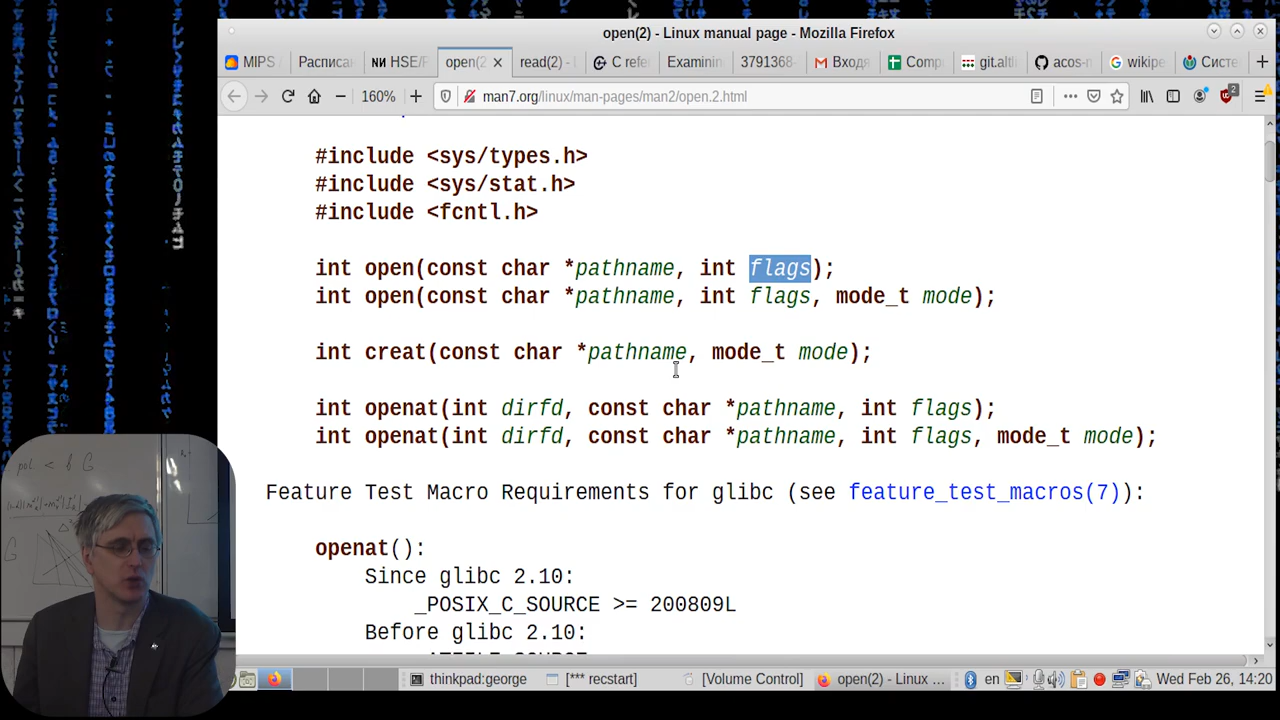 open(2) - Linux manual page - Mozilla Firefox
MIPS
Распиcа
HSE/F
open(2
read(2) - L
C refe
Examinin
3791368-
Входя
Comp
git.altli
acos-n
wikipe
Систе
160%
man7.org/linux/man-pages/man2/open.2.html
2
#include <sys/types.h>
#include <sys/stat.h>
#include <fcntl.h>
int open(const char *pathname, int flags);
int open(const char *pathname, int flags, mode_t mode);
int creat(const char *pathname, mode_t mode);
int openat(int dirfd, const char *pathname, int flags);
int openat(int dirfd, const char *pathname, int flags, mode_t mode);
Feature Test Macro Requirements for glibc (see feature_test_macros(7)):
openat():
Since glibc 2.10:
_POSIX_C_SOURCE >= 200809L
Before glibc 2.10:
thinkpad:george
[*** recstart]
[Volume Control]
open(2) - Linux ...
en
Wed Feb 26, 14:20